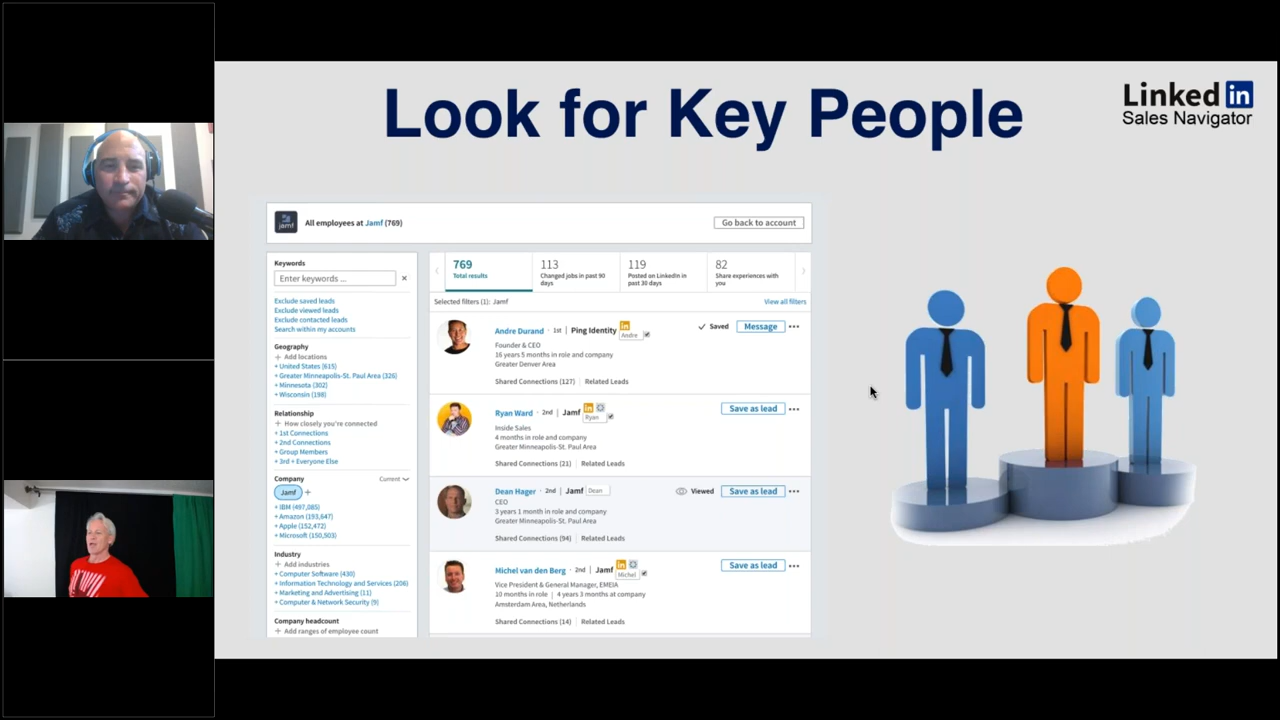 Look for Key People
Linked in
Sales Navigator
jamf
All employees at Jamf (769)
Go back to account
Keywords
Enter keywords ...
Exclude saved leads
Exclude viewed leads
Exclude contacted leads
Search within my accounts
Geography
+ Add locations
+ United States (615)
+ Greater Minneapolis-St. Paul Area (326)
+ Minnesota (302)
+ Wisconsin (198)
Relationship
+ How closely you're connected
+ 1st Connections
+ 2nd Connections
+ Group Members
+ 3rd + Everyone Else
Company
Current
Jamf +
+ IBM (497,085)
+ Amazon (193,647)
+ Apple (152,472)
+ Microsoft (150,903)
Industry
+ Add industries
+ Computer Software (430)
+ Information Technology and Services (206)
+ Marketing and Advertising (11)
+ Computer & Network Security (9)
Company headcount
+ Add ranges of employee count
769
Total results
113
Changed jobs in past 90
days
119
Posted on LinkedIn in
past 30 days
82
Share experiences with
you
Selected filters (1): Jamf
View all filters
Andre Durand · 1st | Ping Identity in
Andre
Saved
Message
Founder & CEO
16 years 5 months in role and company
Greater Denver Area
Shared Connections (127) | Related Leads
Ryan Ward · 2nd | Jamf in
Ryan
Save as lead
Inside Sales
4 months in role and company
Greater Minneapolis-St. Paul Area
Shared Connections (21) | Related Leads
Dean Hager · 2nd | Jamf Dean
Viewed
Save as lead
CEO
3 years 1 month in role and company
Greater Minneapolis-St. Paul Area
Shared Connections (94) | Related Leads
Michel van den Berg · 2nd | Jamf in
Michel
Save as lead
Vice President & General Manager, EMEIA
10 months in role | 4 years 3 months at company
Amsterdam Area, Netherlands
Shared Connections (14) | Related Leads